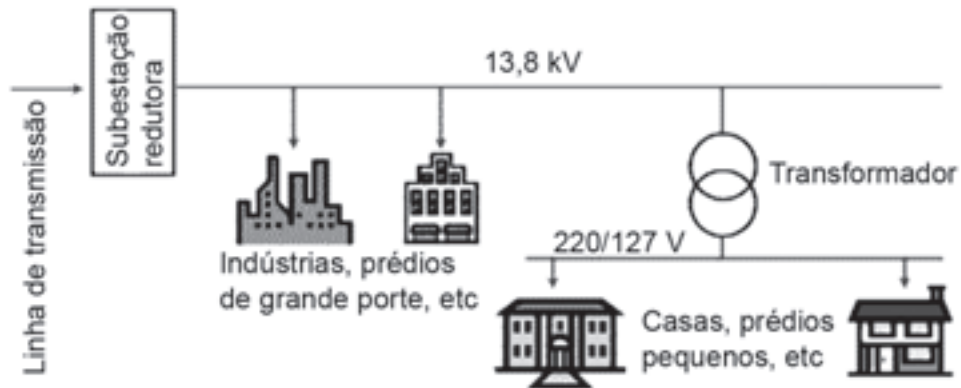 Linha de transmissão
Subestação
redutora
13,8 kV
Transformador
220/127 V
Indústrias, prédios
de grande porte, etc
Casas, prédios
pequenos, etc